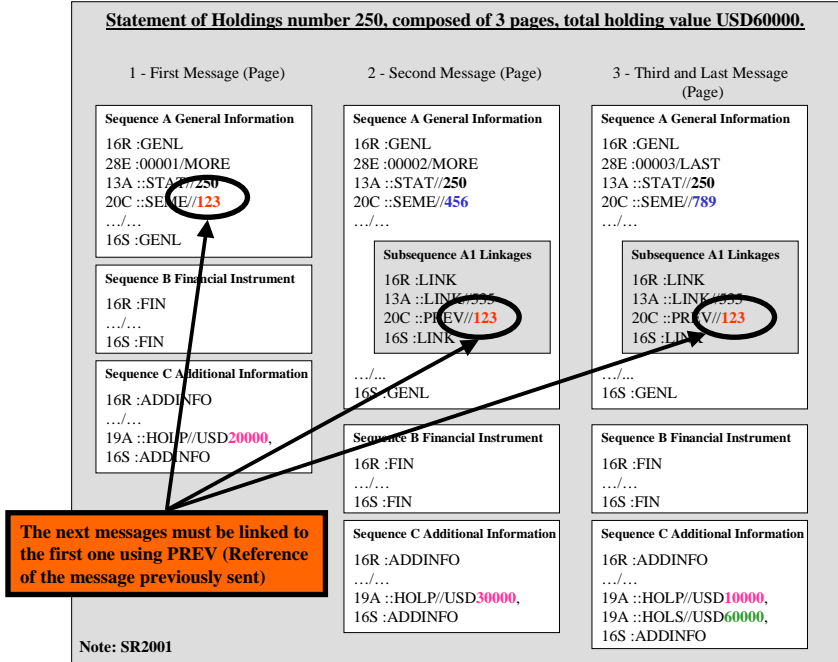 Statement of Holdings number 250, composed of 3 pages, total holding value USD60000.
1 - First Message (Page)
Sequence A General Information
16R :GENL
28E :00001/MORE
13A ::STAT//250
20C ::SEME//123
…/…
16S :GENL
Sequence B Financial Instrument
16R :FIN
…/…
16S :FIN
Sequence C Additional Information
16R :ADDINFO
…/…
19A ::HOLP//USD20000,
16S :ADDINFO
2 - Second Message (Page)
Sequence A General Information
16R :GENL
28E :00002/MORE
13A ::STAT//250
20C ::SEME//456
…/…
Subsequence A1 Linkages
16R :LINK
13A ::LINK//535
20C ::PREV//123
16S :LINK
…/...
16S :GENL
Sequence B Financial Instrument
16R :FIN
…/…
16S :FIN
Sequence C Additional Information
16R :ADDINFO
…/…
19A ::HOLP//USD30000,
16S :ADDINFO
3 - Third and Last Message
(Page)
Sequence A General Information
16R :GENL
28E :00003/LAST
13A ::STAT//250
20C ::SEME//789
…/…
Subsequence A1 Linkages
16R :LINK
13A ::LINK//535
20C ::PREV//123
16S :LINK
…/...
16S :GENL
Sequence B Financial Instrument
16R :FIN
…/…
16S :FIN
Sequence C Additional Information
16R :ADDINFO
…/…
19A ::HOLP//USD10000,
19A ::HOLS//USD60000,
16S :ADDINFO
The next messages must be linked to
the first one using PREV (Reference
of the message previously sent)
Note: SR2001